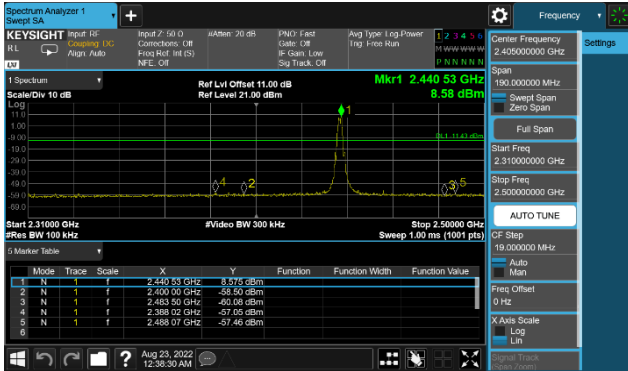 Spectrum Analyzer 1
Swept SA
Frequency
KEYSIGHT
RL
Input: RF
Coupling: DC
Align: Auto
Input Z: 50 Ω
Corrections: Off
Freq Ref: Int (S)
NFE: Off
#Atten: 20 dB
PNO: Fast
Gate: Off
IF Gain: Low
Sig Track: Off
Avg Type: Log-Power
Trig: Free Run
1 2 3 4 5 6
M W W W W W
P N N N N N
Settings
1 Spectrum
Scale/Div 10 dB
Ref Lvl Offset 11.00 dB
Ref Level 21.00 dBm
Mkr1 2.440 53 GHz
8.58 dBm
Log
11.0
1.00
-9.00
-19.0
-29.0
-39.0
-49.0
-59.0
-69.0
1
DL1 -11.43 dBm
4
2
3
5
Start 2.31000 GHz
#Res BW 100 kHz
#Video BW 300 kHz
Stop 2.50000 GHz
Sweep 1.00 ms (1001 pts)
5 Marker Table
Mode Trace Scale X Y Function Function Width Function Value
1 N 1 f 2.440 53 GHz 8.575 dBm
2 N 1 f 2.400 00 GHz -58.50 dBm
3 N 1 f 2.483 50 GHz -60.08 dBm
4 N 1 f 2.388 02 GHz -57.05 dBm
5 N 1 f 2.488 07 GHz -57.46 dBm
6
Aug 23, 2022
12:38:30 AM
Center Frequency
2.405000000 GHz
Span
190.000000 MHz
Swept Span
Zero Span
Full Span
Start Freq
2.310000000 GHz
Stop Freq
2.500000000 GHz
AUTO TUNE
CF Step
19.000000 MHz
Auto
Man
Freq Offset
0 Hz
X Axis Scale
Log
Lin
Signal Track
(Span Zoom)